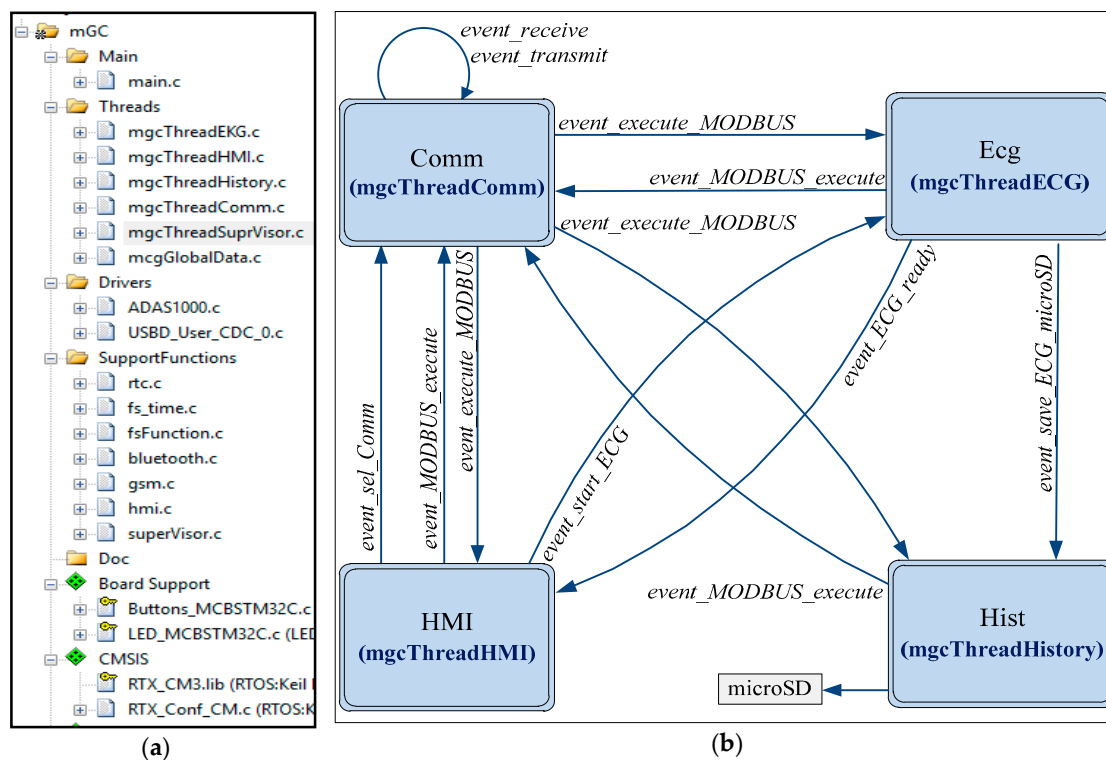 mGC
Main
main.c
Threads
mgcThreadEKG.c
mgcThreadHMI.c
mgcThreadHistory.c
mgcThreadComm.c
mgcThreadSuprVisor.c
mcgGlobalData.c
Drivers
ADAS1000.c
USBD_User_CDC_0.c
SupportFunctions
rtc.c
fs_time.c
fsFunction.c
bluetooth.c
gsm.c
hmi.c
superVisor.c
Doc
Board Support
Buttons_MCBSTM32C.c
LED_MCBSTM32C.c (LED
CMSIS
RTX_CM3.lib (RTOS:Keil
RTX_Conf_CM.c (RTOS:K
(a)
event_receive
event_transmit
Comm
(mgcThreadComm)
event_execute_MODBUS
event_MODBUS_execute
event_execute_MODBUS
Ecg
(mgcThreadECG)
event_sel_Comm
event_MODBUS_execute
event_execute_MODBUS
event_start_ECG
event_ECG_ready
event_save_ECG_microSD
event_MODBUS_execute
HMI
(mgcThreadHMI)
Hist
(mgcThreadHistory)
microSD
(b)